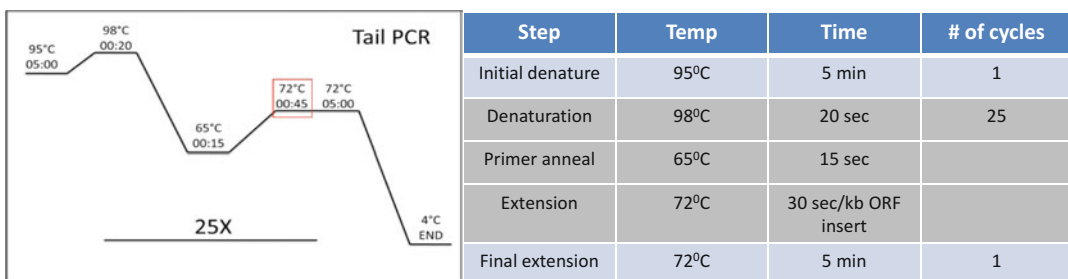 Tail PCR
95°C
05:00
98°C
00:20
65°C
00:15
72°C
00:45
72°C
05:00
4°C
END
25X
Step Temp Time # of cycles
Initial denature 95⁰C 5 min 1
Denaturation 98⁰C 20 sec 25
Primer anneal 65⁰C 15 sec
Extension 72⁰C 30 sec/kb ORF
insert
Final extension 72⁰C 5 min 1